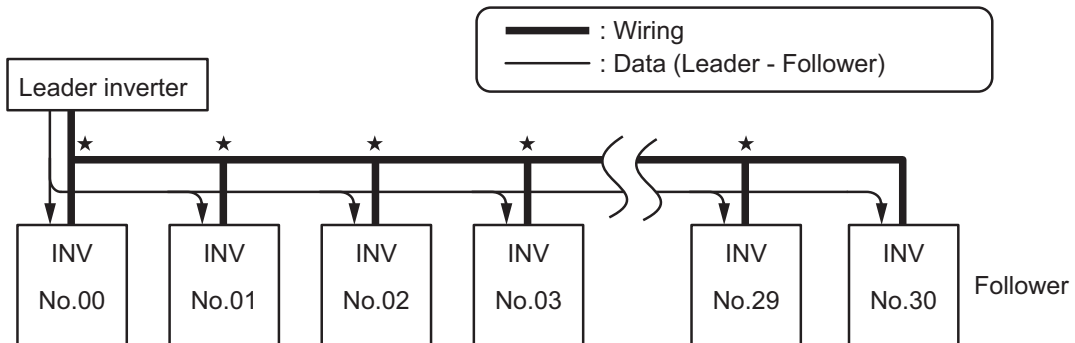 : Wiring
: Data (Leader - Follower)
Leader inverter
★ ★ ★ ★ ★
INV INV INV INV INV INV
No.00 No.01 No.02 No.03 No.29 No.30
Follower